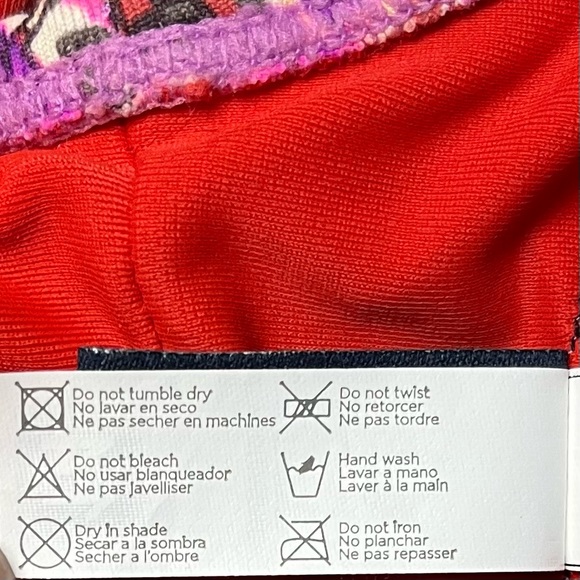 Do not tumble dry
No lavar en seco
Ne pas secher en machines
Do not twist
No retorcer
Ne pas tordre
Do not bleach
No usar blanqueador
Ne pas Javelliser
Hand wash
Lavar a mano
Laver à la main
Dry In shade
Secar a la sombra
Secher a l'ombre
Do not Iron
No planchar
Ne pas repasser